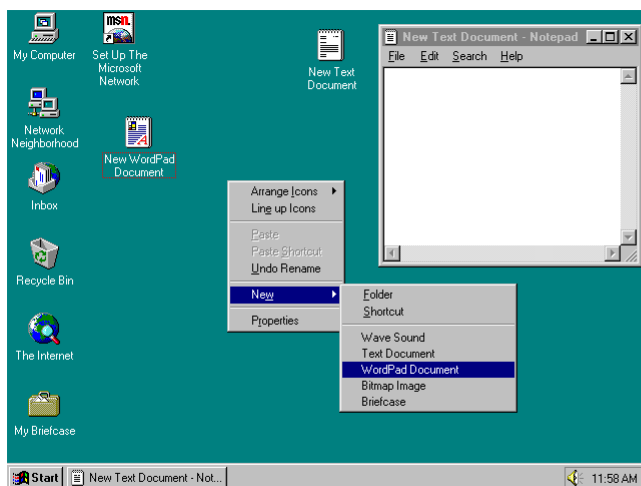 My Computer
msn.
Set Up The
Microsoft
Network
New Text
Document
New Text Document - Notepad
File Edit Search Help
Network
Neighborhood
New WordPad
Document
Inbox
Recycle Bin
The Internet
My Briefcase
Arrange Icons
Line up Icons
Paste
Paste Shortcut
Undo Rename
New
Properties
Folder
Shortcut
Wave Sound
Text Document
WordPad Document
Bitmap Image
Briefcase
Start
New Text Document - Not...
11:58 AM